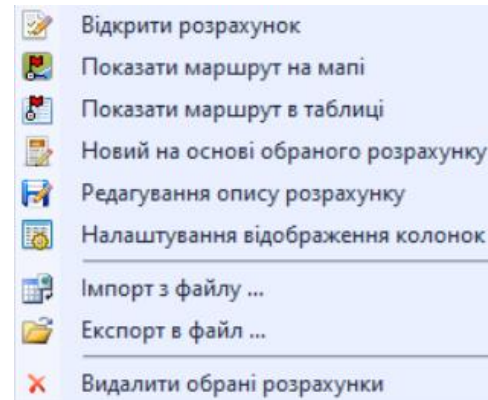 Відкрити розрахунок
Показати маршрут на мапі
Показати маршрут в таблиці
Новий на основі обраного розрахунку
Редагування опису розрахунку
Налаштування відображення колонок
Імпорт з файлу ...
Експорт в файл ...
Видалити обрані розрахунки